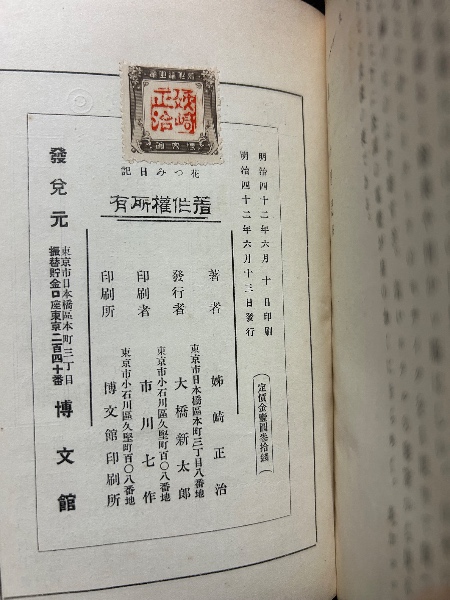 明治四十二年六月十日印刷
明治四十二年六月十三日發行
定價金壹圓參拾錢
花つみ日記
著作權所有
姊崎正治
著者 姊崎正治
東京市日本橋區本町三丁目八番地
發行者 大橋新太郎
東京市小石川區久堅町百〇八番地
印刷者 市川七作
東京市小石川區久堅町百〇八番地
印刷所 博文館印刷所
發兌元
東京市日本橋區本町三丁目
振替貯金口座東京二百四十番
博文館